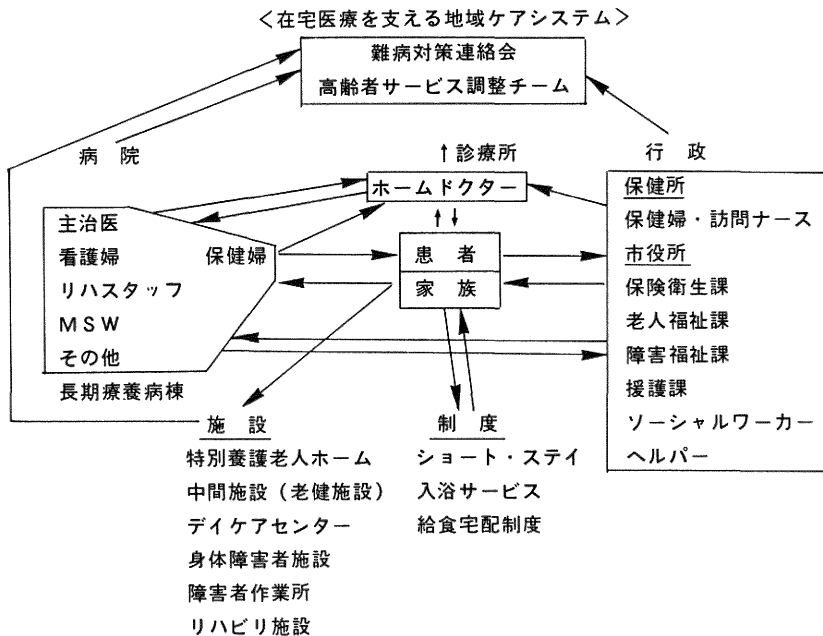 ＜在宅医療を支える地域ケアシステム＞
難病対策連絡会
高齢者サービス調整チーム
病院
↑診療所
行政
ホームドクター
↑↓
主治医
看護婦 保健婦
リハスタッフ
MSW
その他
長期療養病棟
患者
家族
保健所
保健婦・訪問ナース
市役所
保険衛生課
老人福祉課
障害福祉課
援護課
ソーシャルワーカー
ヘルパー
施設
特別養護老人ホーム
中間施設（老健施設）
デイケアセンター
身体障害者施設
障害者作業所
リハビリ施設
制度
ショート・ステイ
入浴サービス
給食宅配制度